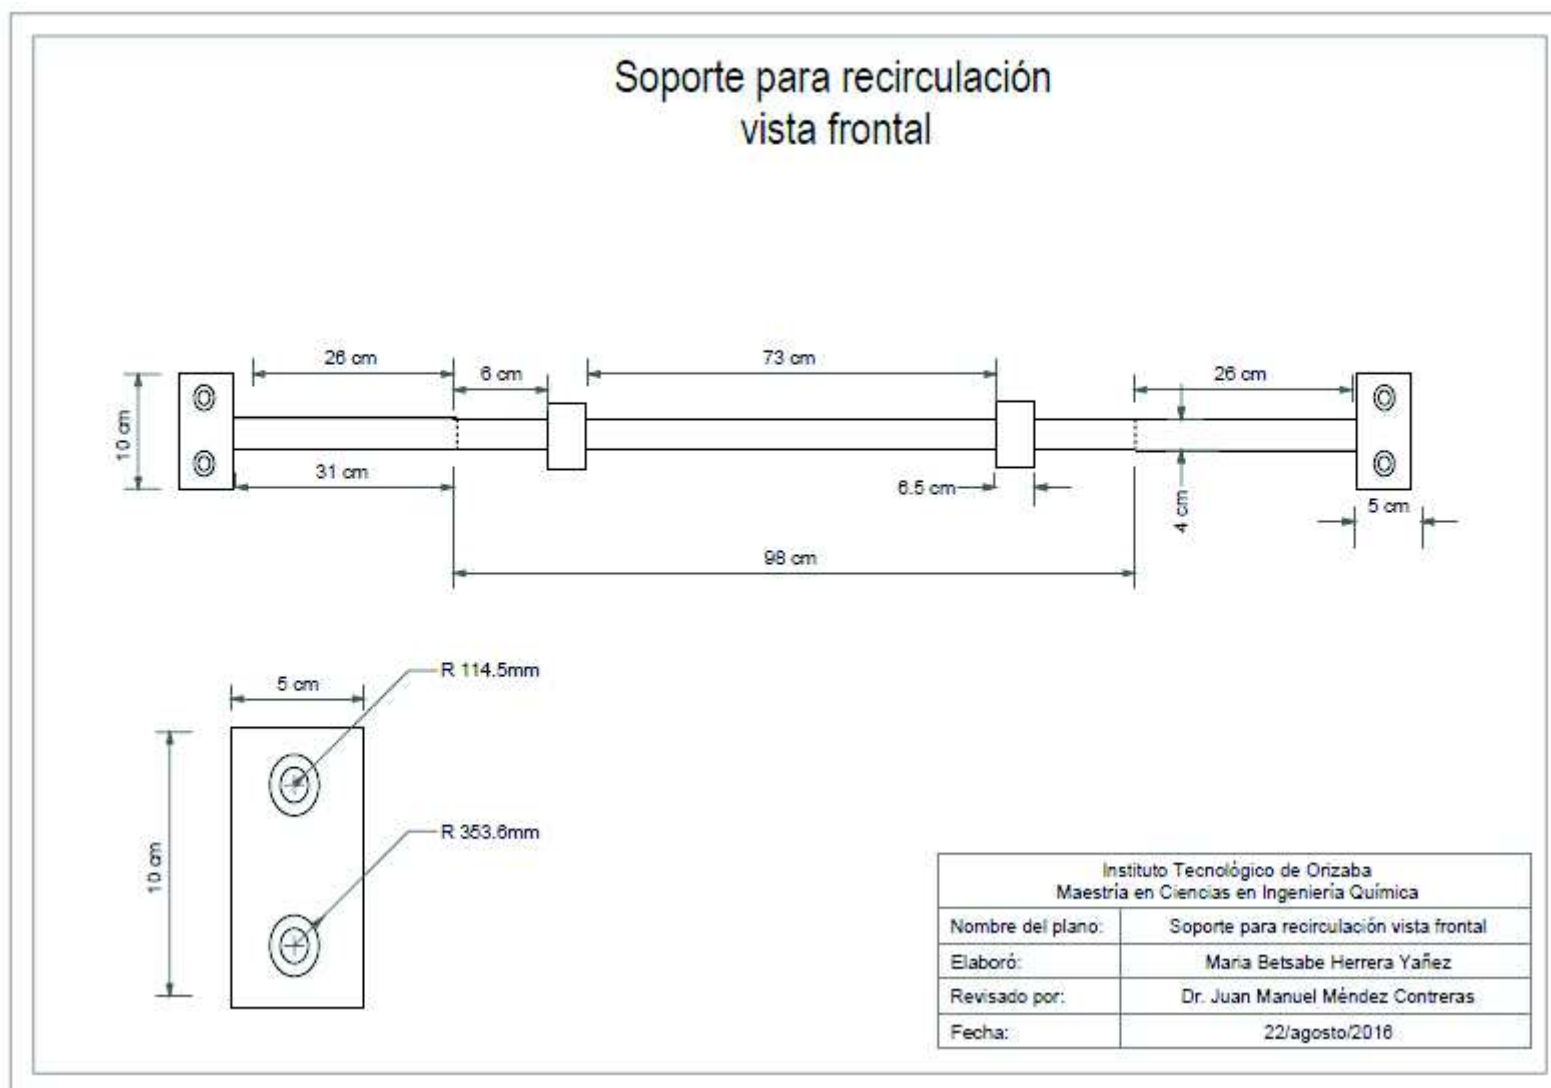 Soporte para recirculación
vista frontal
26 cm
6 cm
73 cm
26 cm
10 cm
31 cm
6.5 cm
4 cm
5 cm
98 cm
R 114.5mm
5 cm
R 353.6mm
10 cm
Instituto Tecnológico de Orizaba
Maestría en Ciencias en Ingeniería Química
Nombre del plano: Soporte para recirculación vista frontal
Elaboró: Maria Betsabe Herrera Yañez
Revisado por: Dr. Juan Manuel Méndez Contreras
Fecha: 22/agosto/2016